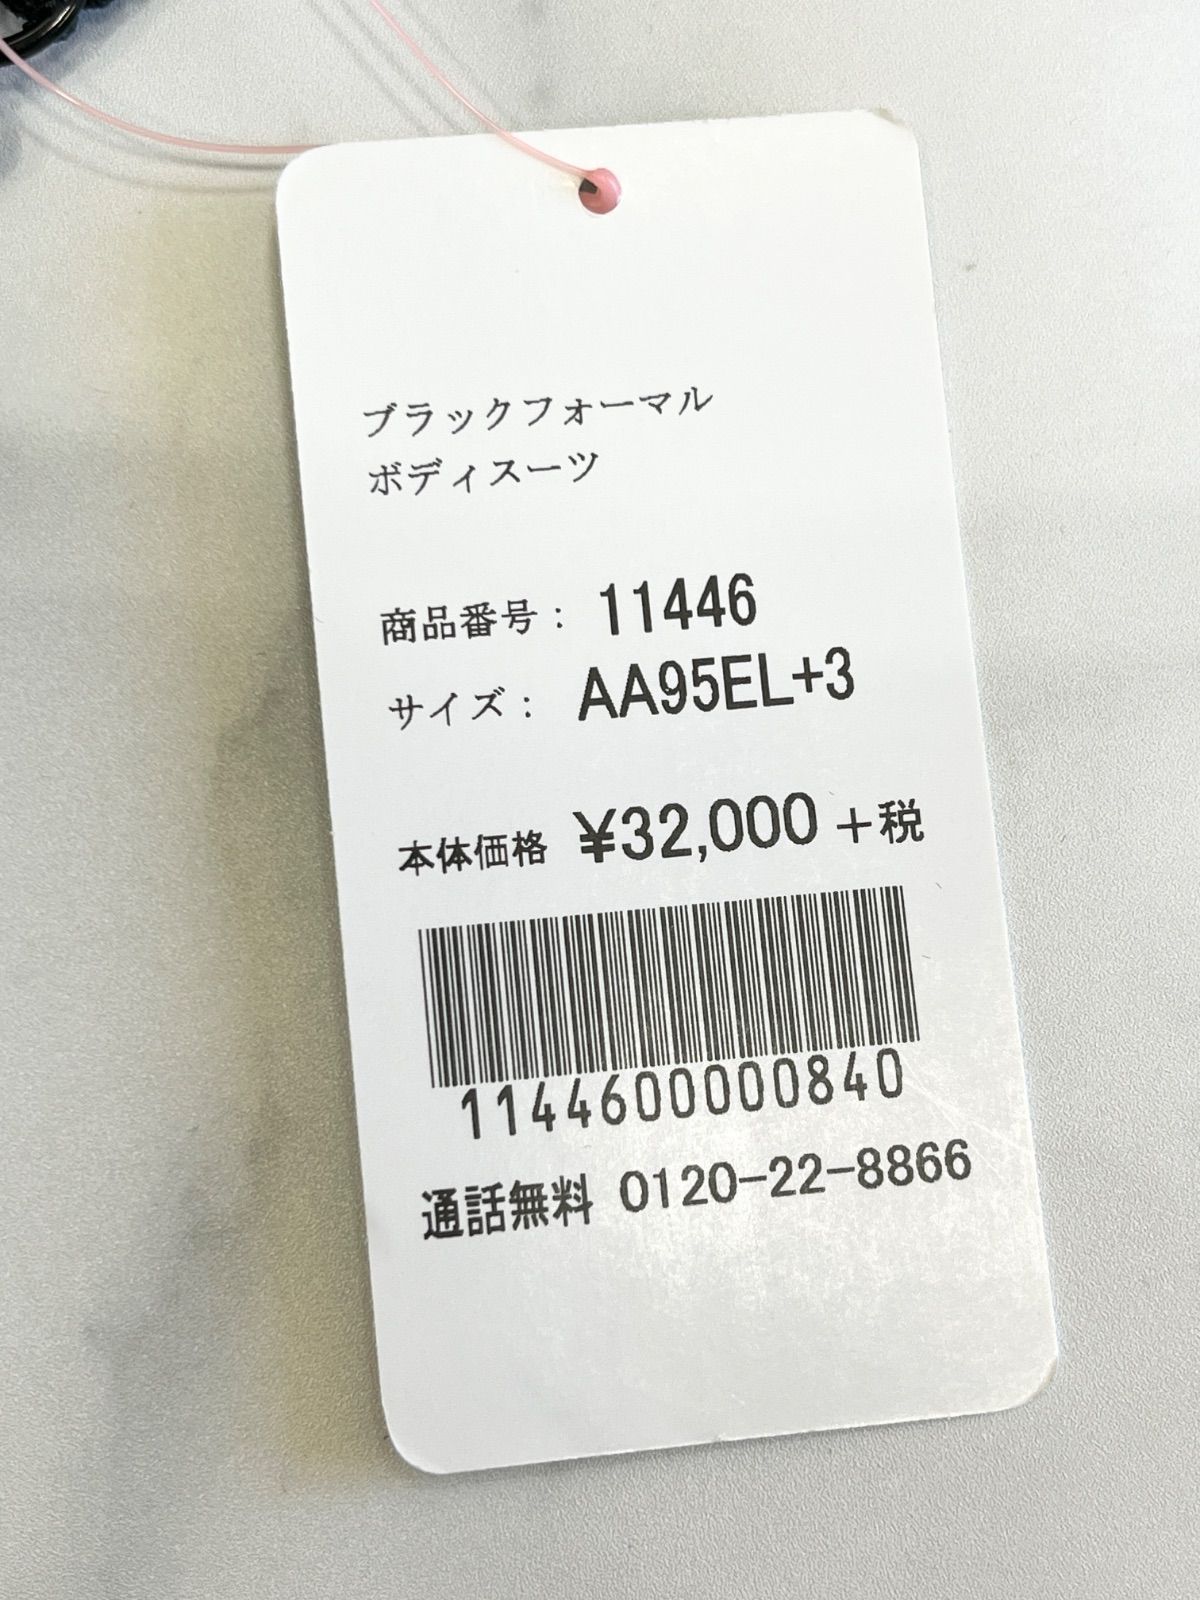 ブラックフォーマル
ボディスーツ
商品番号： 11446
サイズ： AA95EL+3
本体価格 ¥32,000 +税
1144600000840
通話無料 0120-22-8866